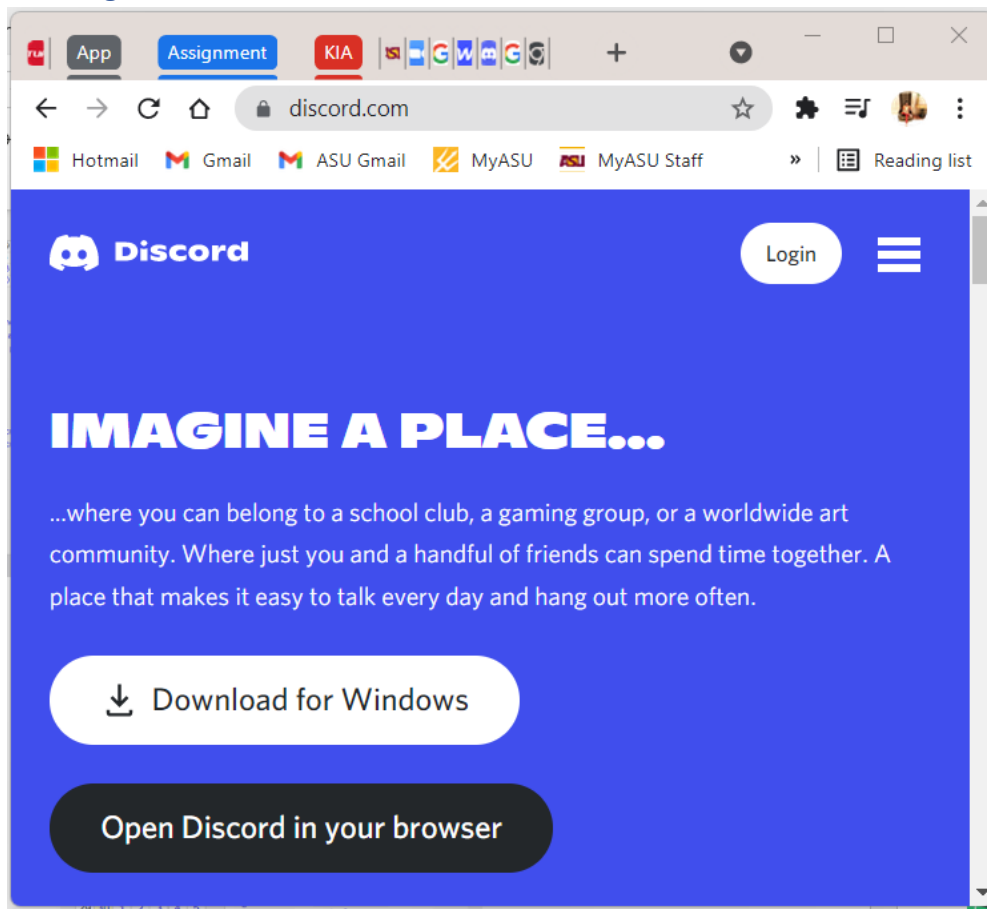 App Assignment KIA
discord.com
Hotmail Gmail ASU Gmail MyASU ASU MyASU Staff » Reading list
Discord Login
IMAGINE A PLACE...
...where you can belong to a school club, a gaming group, or a worldwide art
community. Where just you and a handful of friends can spend time together. A
place that makes it easy to talk every day and hang out more often.
Download for Windows
Open Discord in your browser